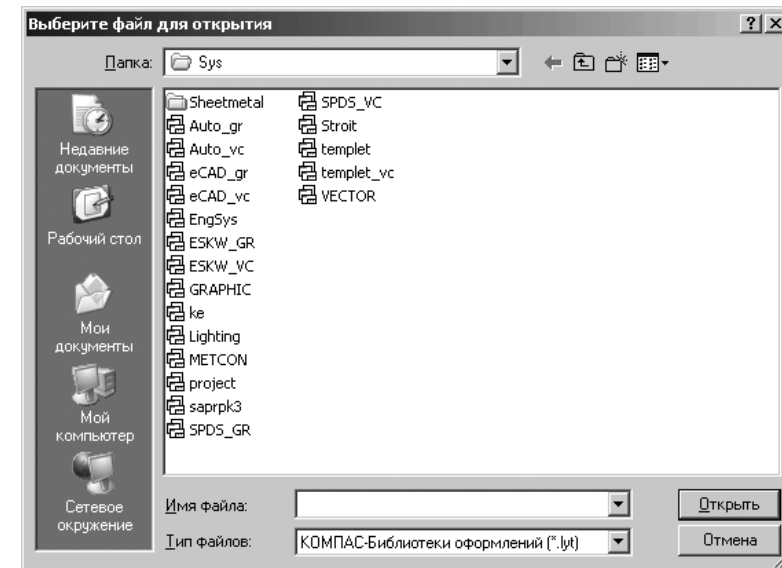 Выберите файл для открытия
Папка: Sys
Недавние документы
Рабочий стол
Мои документы
Мой компьютер
Сетевое окружение
Sheetmetal
Auto_gr
Auto_vc
eCAD_gr
eCAD_vc
EngSys
ESKW_GR
ESKW_VC
GRAPHIC
ke
Lighting
METCON
project
saprpk3
SPDS_GR
SPDS_VC
Stroit
templet
templet_vc
VECTOR
Имя файла:
Открыть
Тип файлов: КОМПАС-Библиотеки оформлений (*.lyt)
Отмена